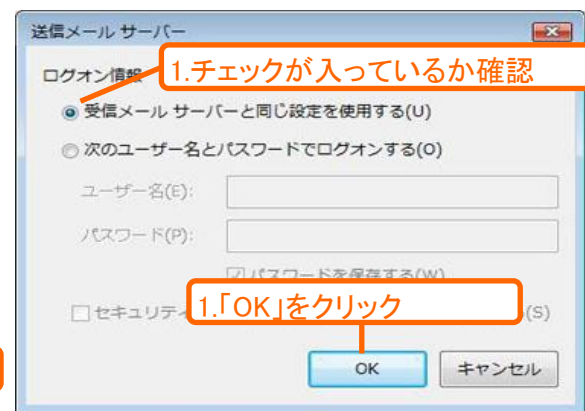 送信メール サーバー
ログオン情報
1.チェックが入っているか確認
受信メール サーバーと同じ設定を使用する(U)
次のユーザー名とパスワードでログオンする(O)
ユーザー名(E):
パスワード(P):
パスワードを保存する(W)
1.「OK」をクリック
セキュリティ
(S)
OK
キャンセル